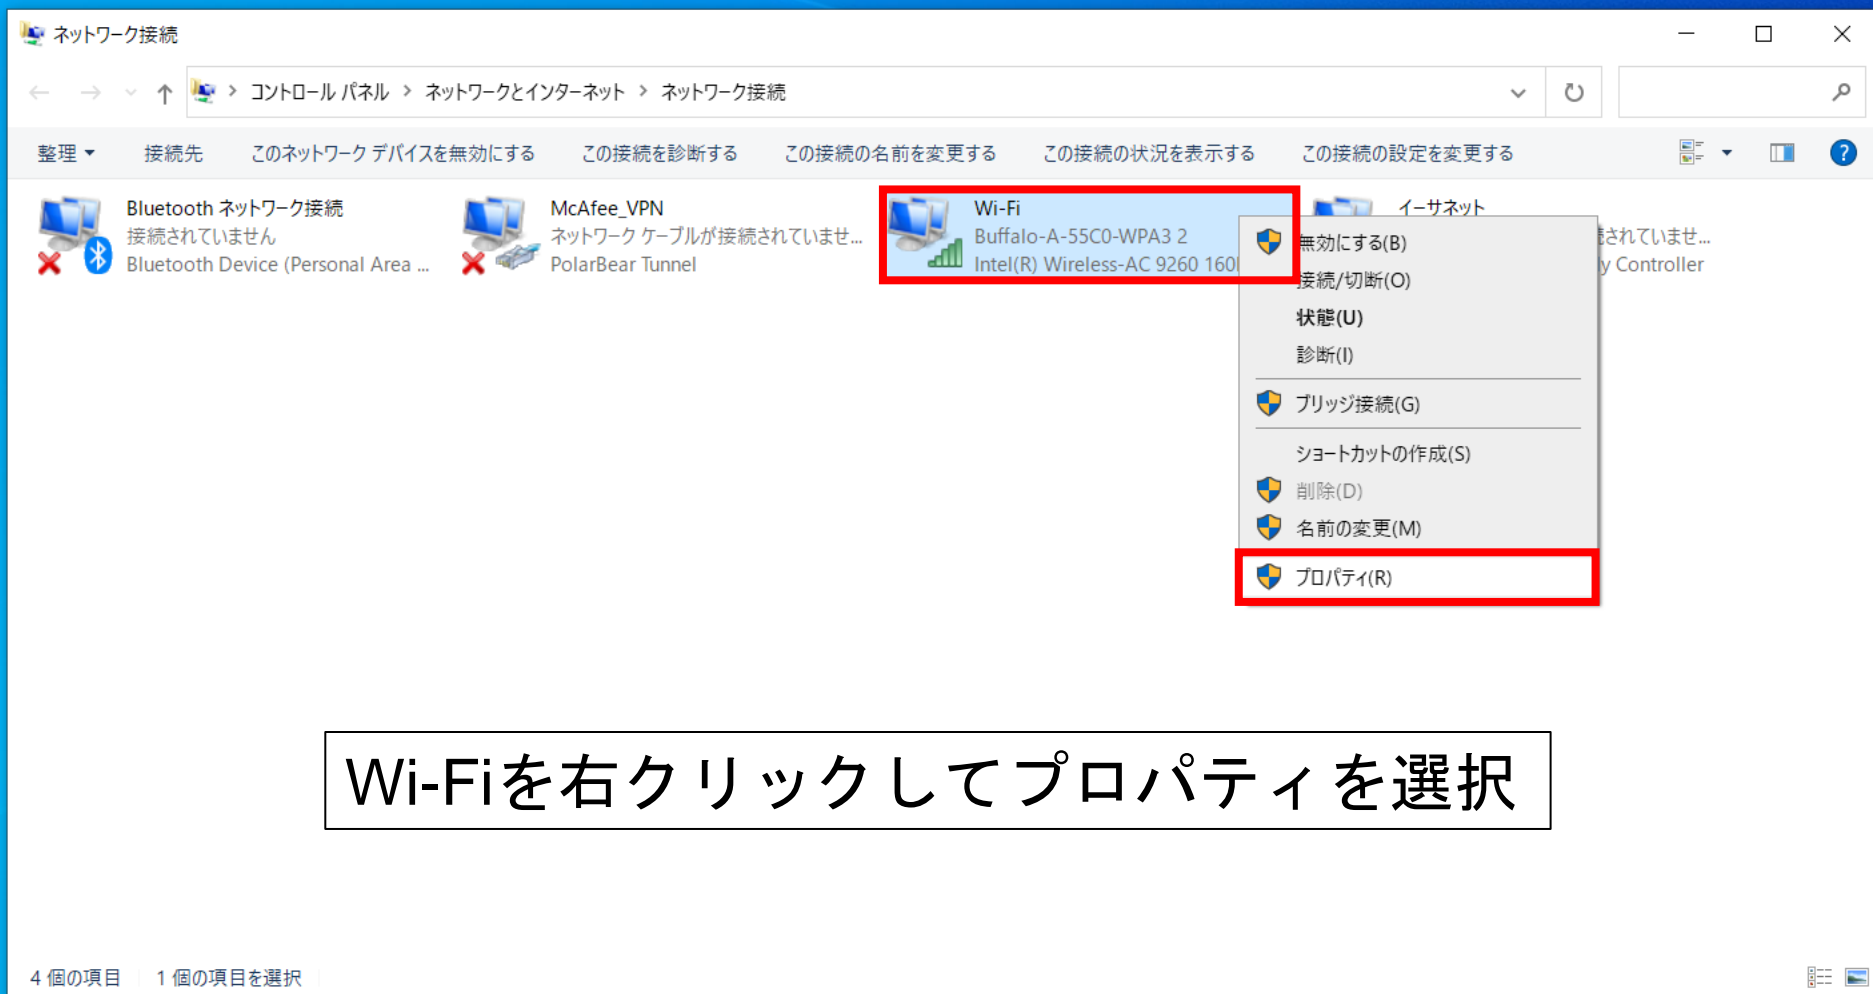 ネットワーク接続
コントロール パネル > ネットワークとインターネット > ネットワーク接続
整理 接続先 このネットワーク デバイスを無効にする この接続を診断する この接続の名前を変更する この接続の状況を表示する この接続の設定を変更する
Bluetooth ネットワーク接続
接続されていません
Bluetooth Device (Personal Area ...
McAfee_VPN
ネットワーク ケーブルが接続されていませ...
PolarBear Tunnel
Wi-Fi
Buffalo-A-55C0-WPA3 2
Intel(R) Wireless-AC 9260 160
イーサネット
されていませ...
y Controller
無効にする(B)
接続/切断(O)
状態(U)
診断(I)
ブリッジ接続(G)
ショートカットの作成(S)
削除(D)
名前の変更(M)
プロパティ(R)
Wi-Fiを右クリックしてプロパティを選択
4 個の項目 1 個の項目を選択